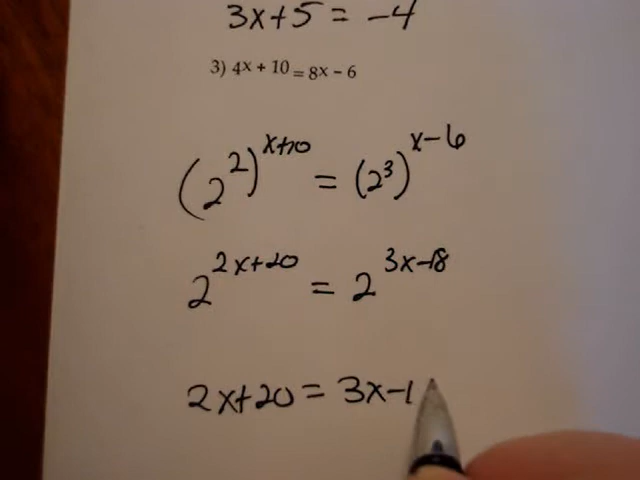 3x+5 = -4
3) 4x + 10 = 8x - 6
(2²)ˣ⁺¹⁰ = (2³)ˣ⁻⁶
2²ˣ⁺²⁰ = 2³ˣ⁻¹⁸
2x+20 = 3x-1